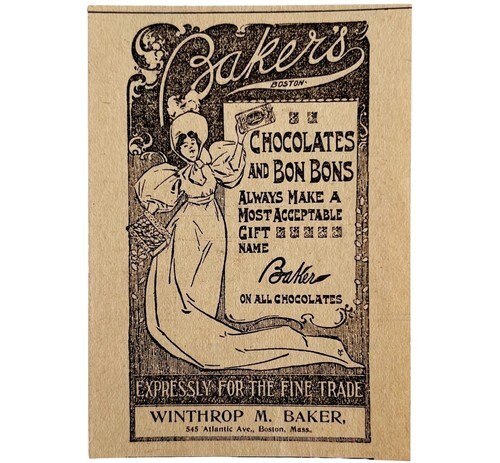 Baker's
BOSTON.
CHOCOLATES
AND BON BONS
ALWAYS MAKE A
MOST ACCEPTABLE
GIFT
NAME
Baker
ON ALL CHOCOLATES
EXPRESSLY FOR THE FINE TRADE
WINTHROP M. BAKER,
545 Atlantic Ave., Boston, Mass.